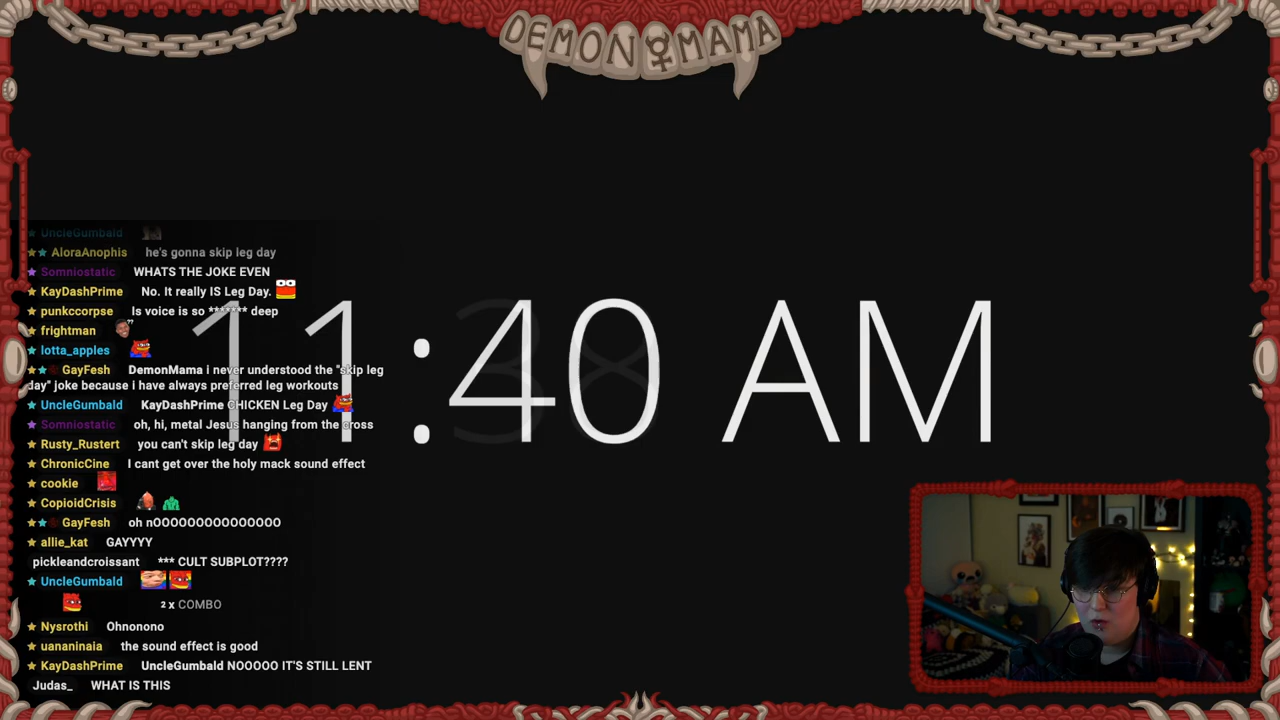 DEMON MAMA
11:40 AM
UncleGumbald
AloraAnophis he's gonna skip leg day
Somniostatic WHATS THE JOKE EVEN
KayDashPrime No. It really IS Leg Day.
punkccorpse Is voice is so ******* deep
frightman
lotta_apples
GayFesh DemonMama i never understood the "skip leg
day" joke because i have always preferred leg workouts
UncleGumbald KayDashPrime CHICKEN Leg Day
Somniostatic oh, hi, metal Jesus hanging from the cross
Rusty_Rustert you can't skip leg day
ChronicCine I cant get over the holy mack sound effect
cookie
CopioidCrisis
GayFesh oh nOOOOOOOOOOOOOOO
allie_kat GAYYYY
pickleandcroissant *** CULT SUBPLOT????
UncleGumbald
2 x COMBO
Nysrothi Ohnonono
uananinaia the sound effect is good
KayDashPrime UncleGumbald NOOOOO IT'S STILL LENT
Judas_ WHAT IS THIS